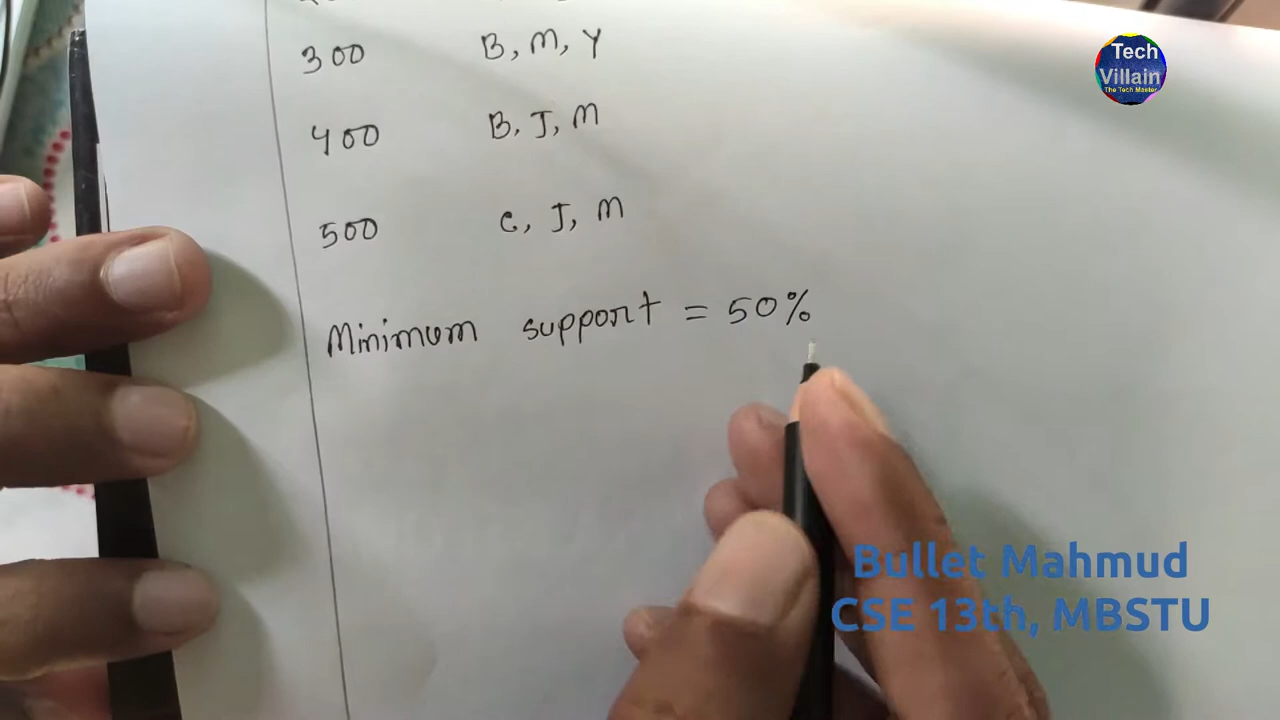 300 B, M, Y
400 B, J, M
500 C, J, M
Minimum support = 50%
Tech
Villain
The Tech Master
Bullet Mahmud
CSE 13th, MBSTU